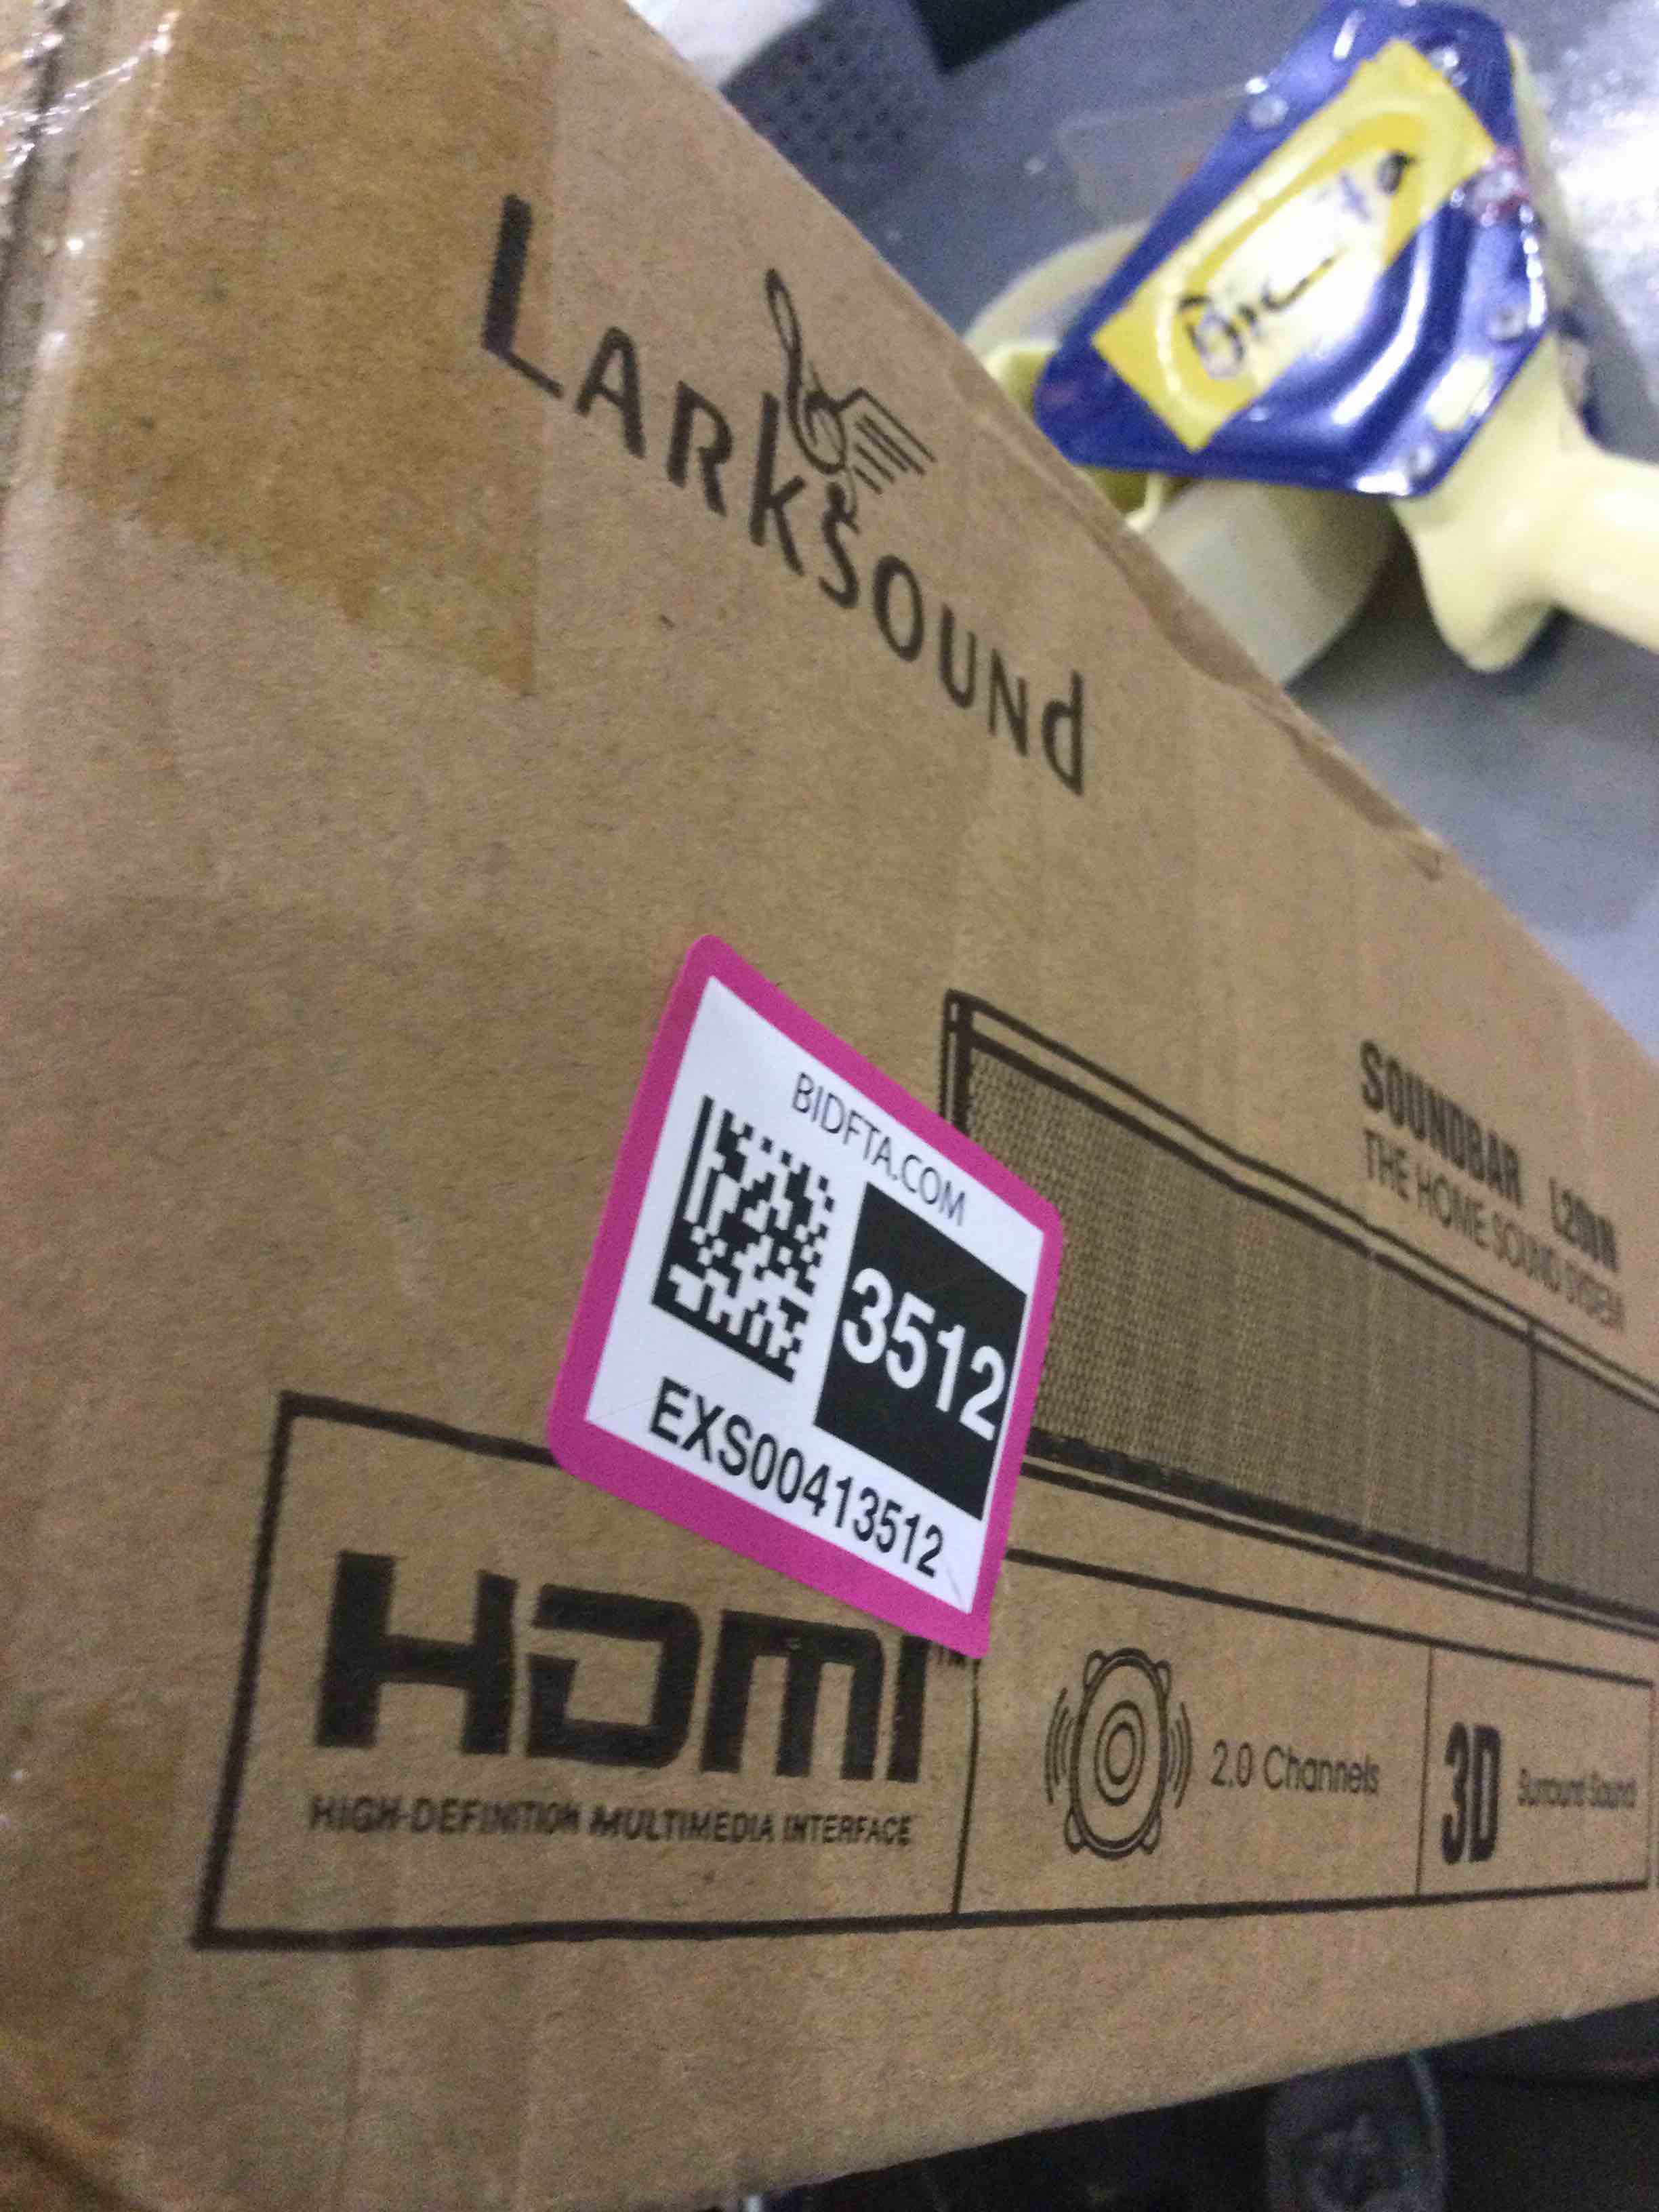 LARKSOUNd
SOUNDBAR
THE HOME SOUND SYSTEM
BIDFTA.COM
3512
EXS00413512
HDMI
HIGH-DEFINITION MULTIMEDIA INTERFACE
2.0 Channels
3D Surround Sound